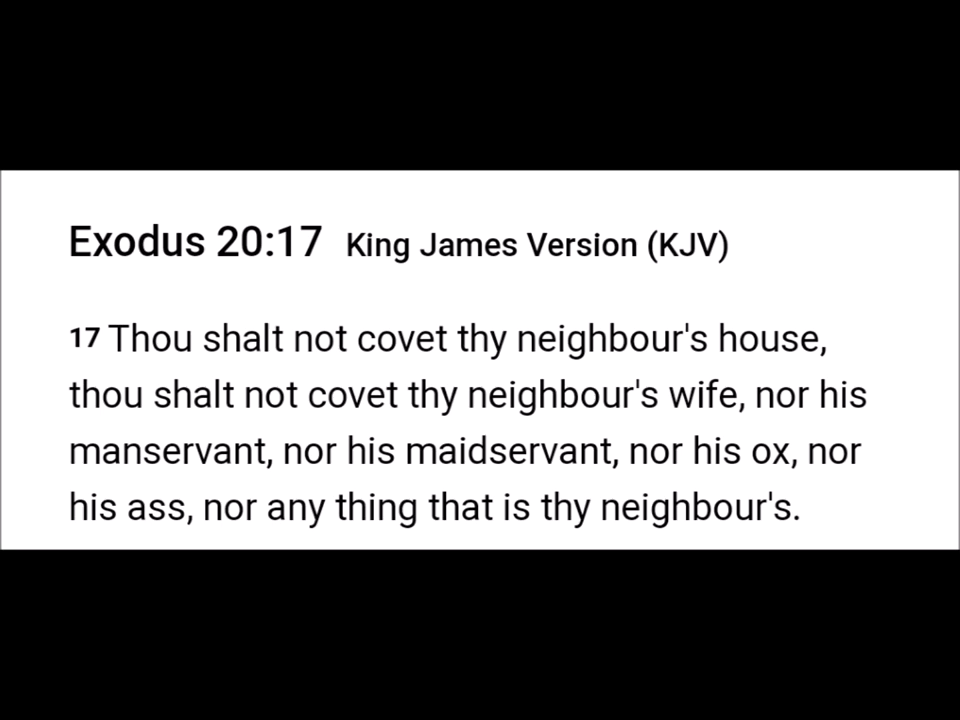 Exodus 20:17 King James Version (KJV)
17 Thou shalt not covet thy neighbour's house,
thou shalt not covet thy neighbour's wife, nor his
manservant, nor his maidservant, nor his ox, nor
his ass, nor any thing that is thy neighbour's.